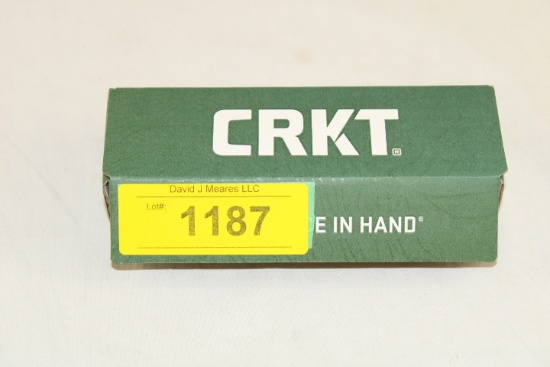 CRKT®
David J Meares LLC
Lot#:
1187
E IN HAND®